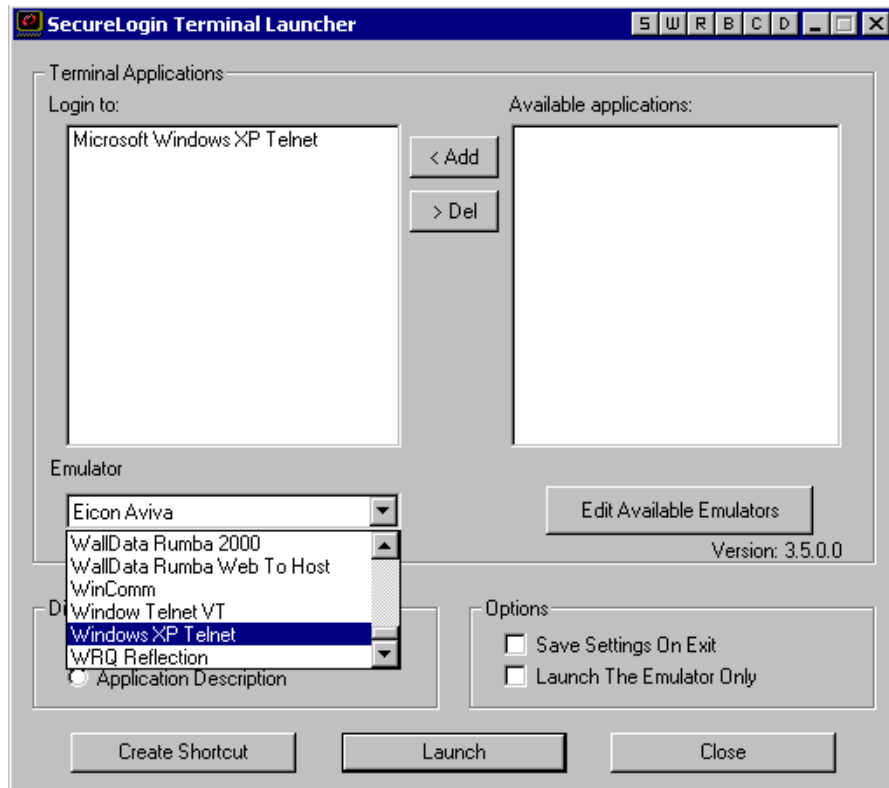 SecureLogin Terminal Launcher
S W R B C D
Terminal Applications
Login to:
Available applications:
Microsoft Windows XP Telnet
< Add
> Del
Emulator
Eicon Aviva
Edit Available Emulators
WallData Rumba 2000
WallData Rumba Web To Host
WinComm
Window Telnet VT
Windows XP Telnet
WRQ Reflection
Version: 3.5.0.0
Di
Options
Save Settings On Exit
Application Description
Launch The Emulator Only
Create Shortcut
Launch
Close